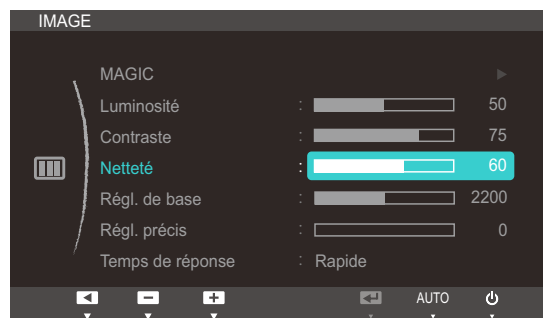 IMAGE
MAGIC
Luminosité : 50
Contraste : 75
Netteté : 60
Régl. de base : 2200
Régl. précis : 0
Temps de réponse : Rapide
AUTO